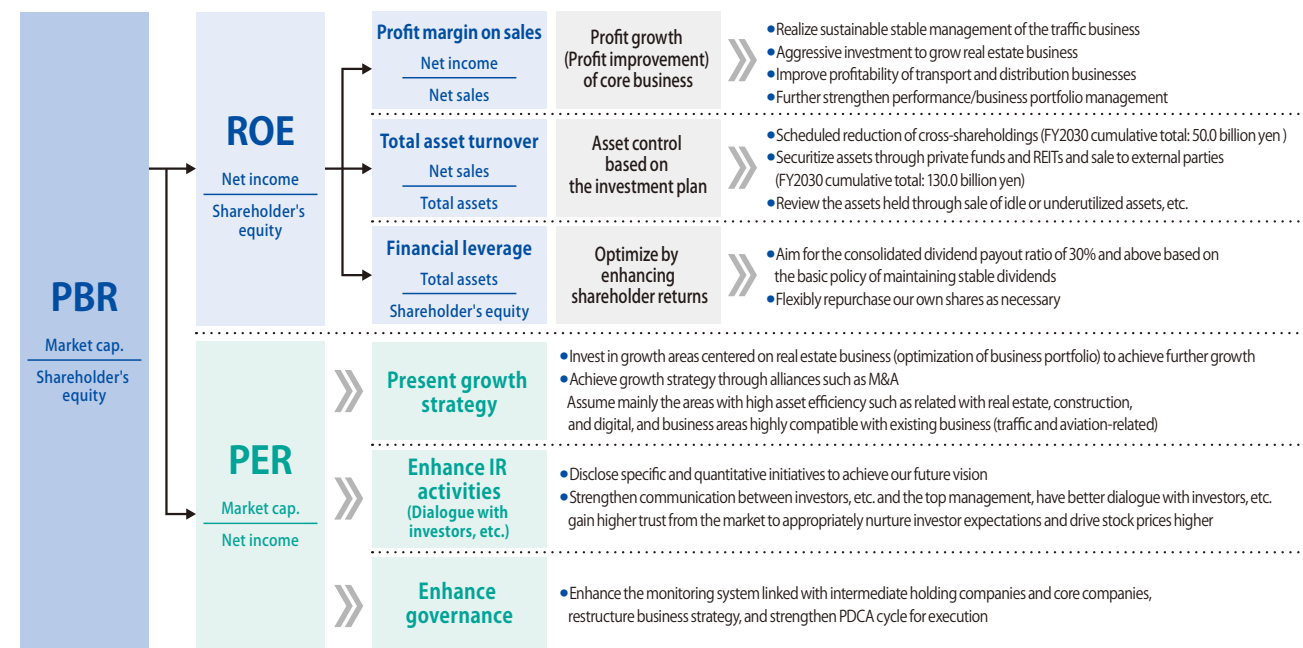 PBR
Market cap.
Shareholder's
equity
ROE
Net income
Shareholder's
equity
Profit margin on sales
Net income
Net sales
Profit growth
(Profit improvement)
of core business
●Realize sustainable stable management of the traffic business
●Aggressive investment to grow real estate business
●Improve profitability of transport and distribution businesses
●Further strengthen performance/business portfolio management
Total asset turnover
Net sales
Total assets
Asset control
based on
the investment plan
●Scheduled reduction of cross-shareholdings (FY2030 cumulative total: 50.0 billion yen )
●Securitize assets through private funds and REITs and sale to external parties
(FY2030 cumulative total: 130.0 billion yen)
●Review the assets held through sale of idle or underutilized assets, etc.
Financial leverage
Total assets
Shareholder's equity
Optimize by
enhancing
shareholder returns
●Aim for the consolidated dividend payout ratio of 30% and above based on
the basic policy of maintaining stable dividends
●Flexibly repurchase our own shares as necessary
PER
Market cap.
Net income
Present growth
strategy
●Invest in growth areas centered on real estate business (optimization of business portfolio) to achieve further growth
●Achieve growth strategy through alliances such as M&A
Assume mainly the areas with high asset efficiency such as related with real estate, construction,
and digital, and business areas highly compatible with existing business (traffic and aviation-related)
Enhance IR
activities
(Dialogue with
investors, etc.)
●Disclose specific and quantitative initiatives to achieve our future vision
●Strengthen communication between investors, etc. and the top management, have better dialogue with investors, etc.
gain higher trust from the market to appropriately nurture investor expectations and drive stock prices higher
Enhance
governance
●Enhance the monitoring system linked with intermediate holding companies and core companies,
restructure business strategy, and strengthen PDCA cycle for execution